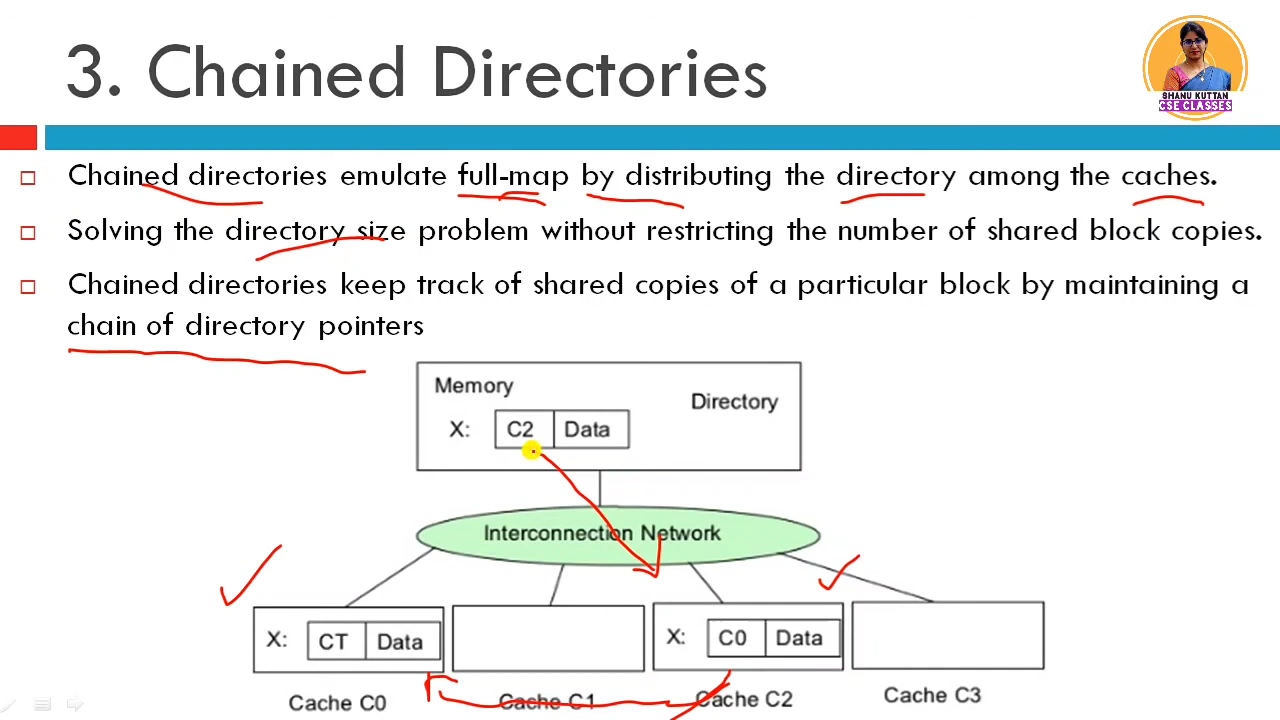 3. Chained Directories
SHANU KUTTAN
CSE CLASSES
Chained directories emulate full-map by distributing the directory among the caches.
Solving the directory size problem without restricting the number of shared block copies.
Chained directories keep track of shared copies of a particular block by maintaining a
chain of directory pointers
Memory
Directory
X: C2 Data
Interconnection Network
X: CT Data
X: C0 Data
Cache C0
Cache C1
Cache C2
Cache C3